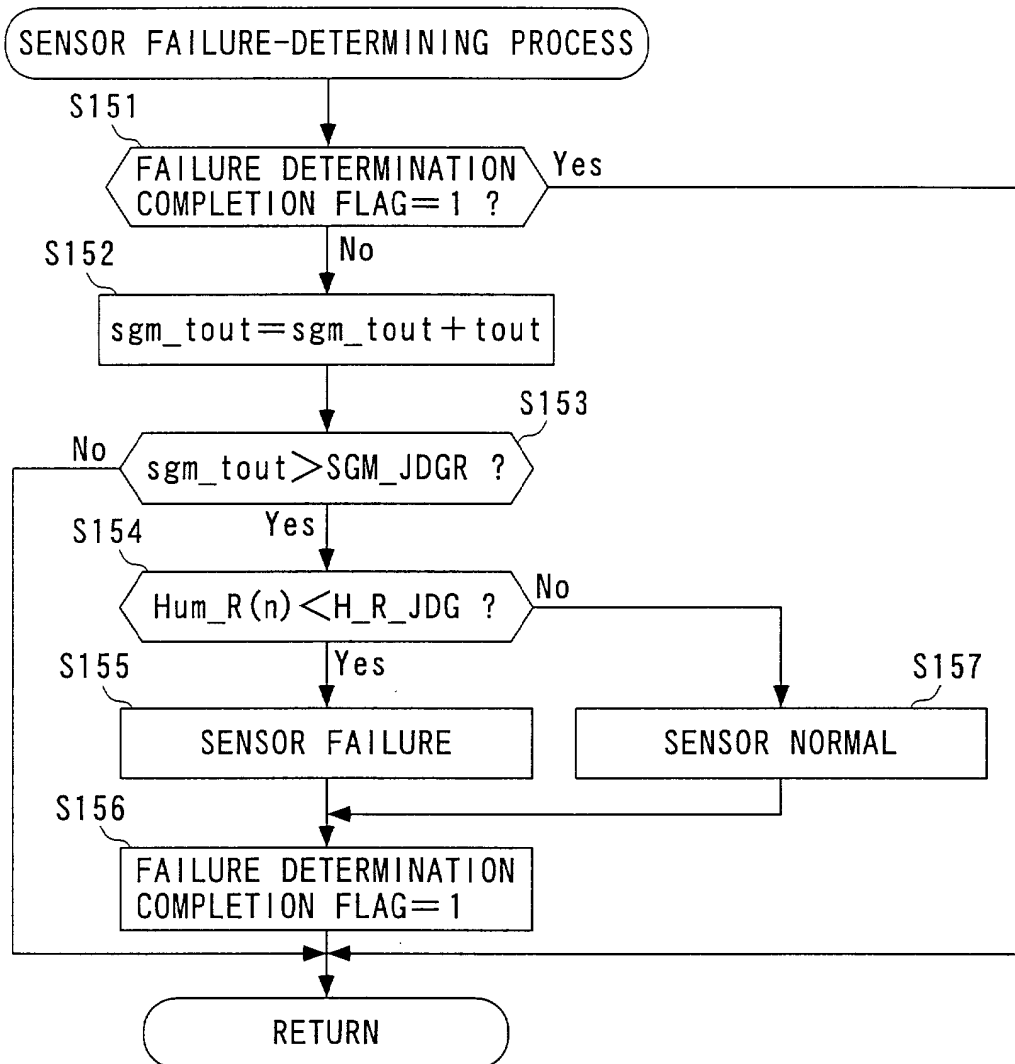 SENSOR FAILURE-DETERMINING PROCESS
S151
FAILURE DETERMINATION
COMPLETION FLAG=1 ?
Yes
No
S152
sgm_tout=sgm_tout+tout
S153
sgm_tout>SGM_JDGR ?
No
Yes
S154
Hum_R(n)<H_R_JDG ?
No
Yes
S155
SENSOR FAILURE
S157
SENSOR NORMAL
S156
FAILURE DETERMINATION
COMPLETION FLAG=1
RETURN